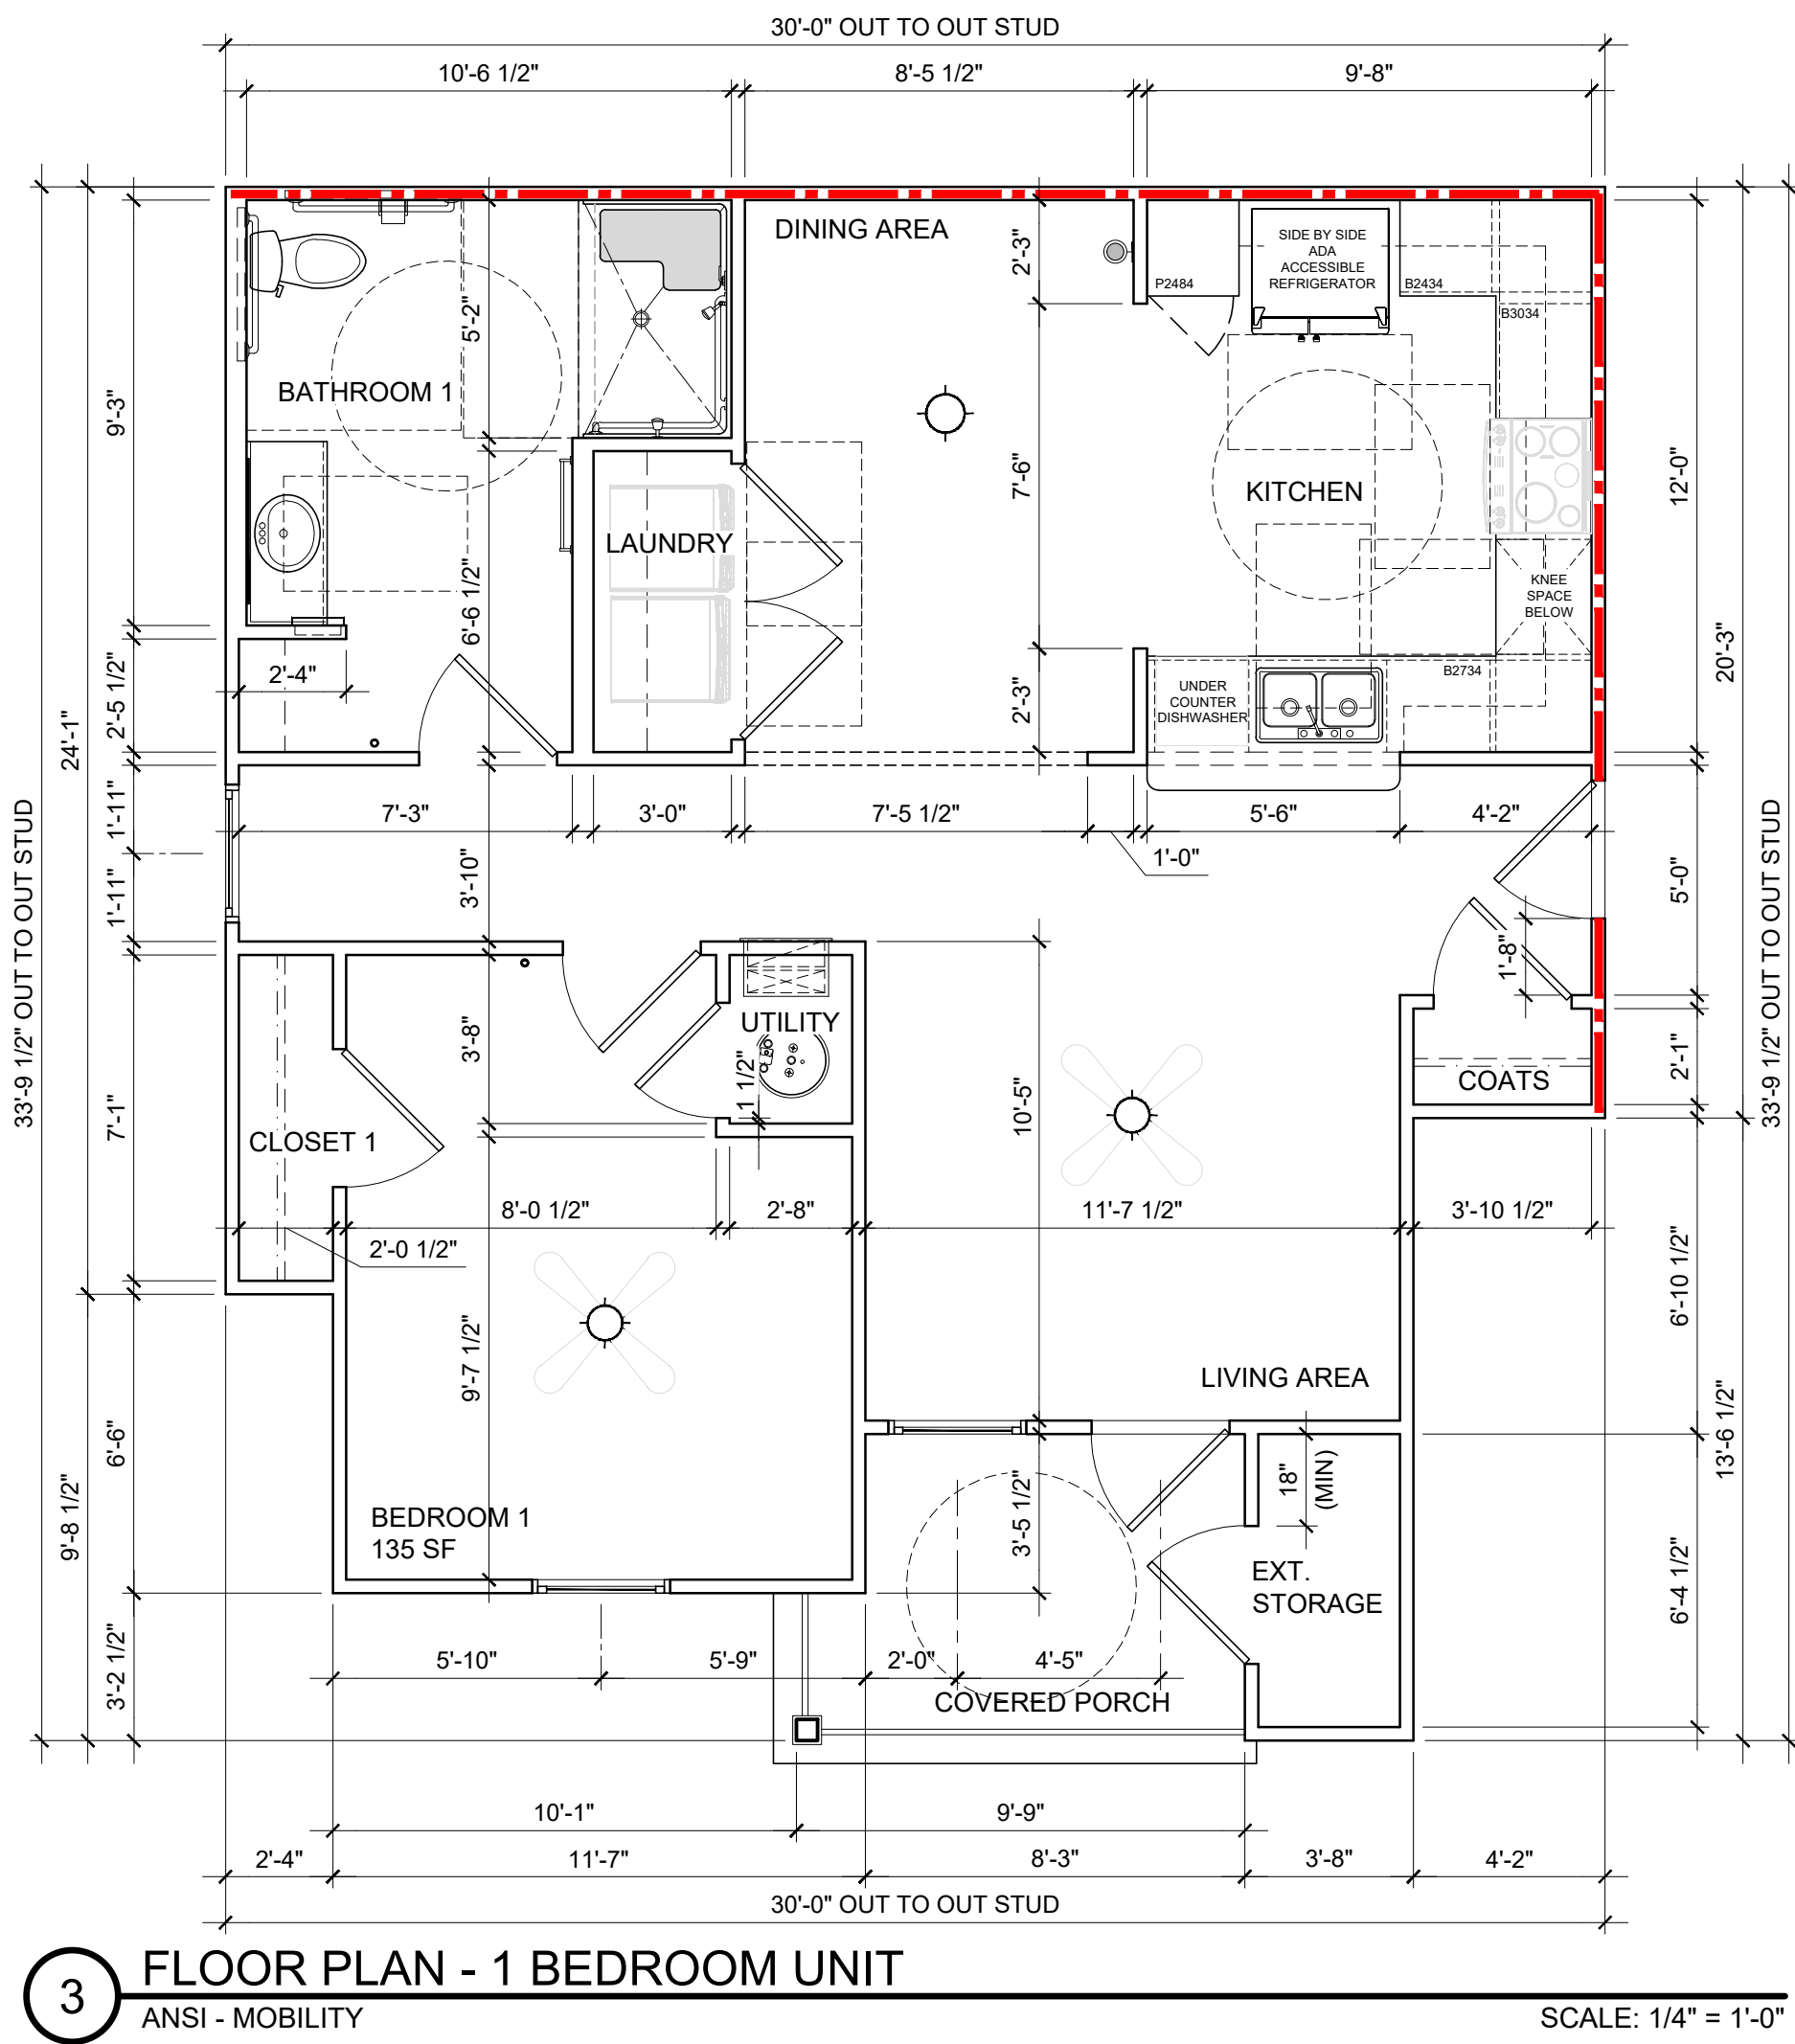 30'-0" OUT TO OUT STUD
10'-6 1/2"
8'-5 1/2"
9'-8"
DINING AREA
SIDE BY SIDE
ADA
ACCESSIBLE
REFRIGERATOR
P2484
B2434
B3034
2'-3"
5'-2"
BATHROOM 1
9'-3"
7'-6"
KITCHEN
12'-0"
LAUNDRY
6'-6 1/2"
KNEE
SPACE
BELOW
20'-3"
2'-4"
2'-5 1/2"
24'-1"
2'-3"
UNDER
COUNTER
DISHWASHER
B2734
33'-9 1/2" OUT TO OUT STUD
1'-11"
7'-3"
3'-0"
7'-5 1/2"
5'-6"
4'-2"
1'-0"
33'-9 1/2" OUT TO OUT STUD
1'-11"
3'-10"
5'-0"
1'-8"
3'-8"
UTILITY
1 1/2"
10'-5"
2'-1"
COATS
7'-1"
CLOSET 1
8'-0 1/2"
2'-8"
11'-7 1/2"
3'-10 1/2"
2'-0 1/2"
6'-10 1/2"
9'-7 1/2"
LIVING AREA
6'-6"
13'-6 1/2"
9'-8 1/2"
18"
(MIN)
BEDROOM 1
135 SF
3'-5 1/2"
EXT.
STORAGE
6'-4 1/2"
3'-2 1/2"
5'-10"
5'-9"
2'-0"
4'-5"
COVERED PORCH
10'-1"
9'-9"
2'-4"
11'-7"
8'-3"
3'-8"
4'-2"
30'-0" OUT TO OUT STUD
3
FLOOR PLAN - 1 BEDROOM UNIT
ANSI - MOBILITY
SCALE: 1/4" = 1'-0"